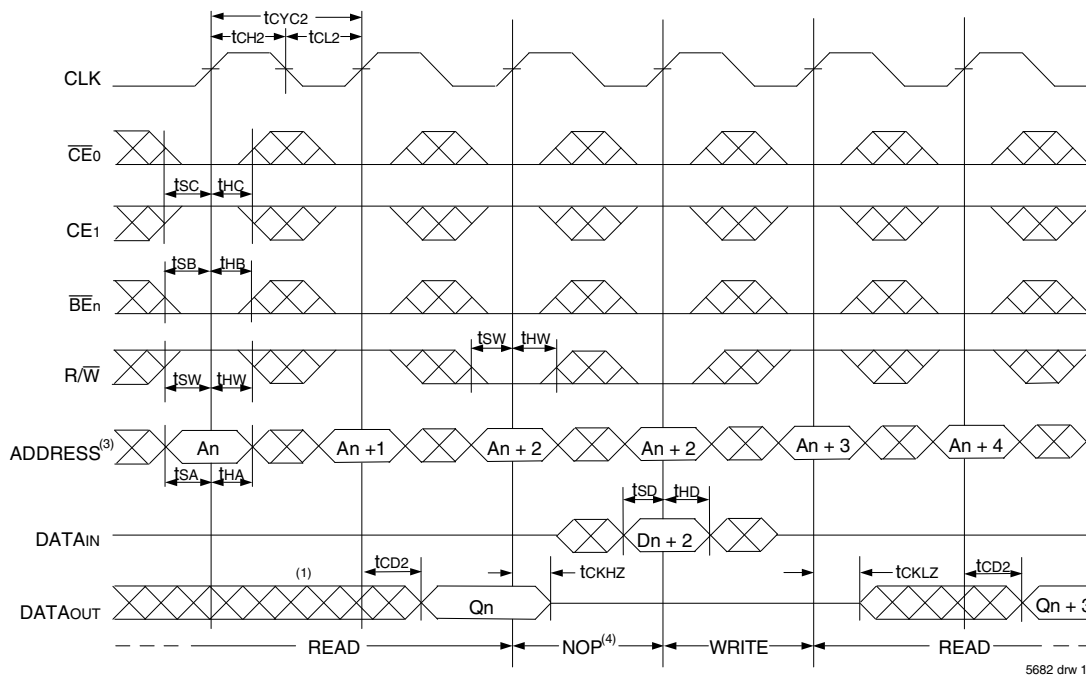 tCYC2
tCH2 tCL2
CLK
CE0
tSC tHC
CE1
tSB tHB
BEn
tSW tHW
R/W
tSW tHW
ADDRESS(3) An An +1 An + 2 An + 2 An + 3 An + 4
tSA tHA
tSD tHD
DATAIN Dn + 2
(1) tCD2 tCKHZ tCKLZ tCD2
DATAOUT Qn Qn + 3
READ NOP(4) WRITE READ
5682 drw 1